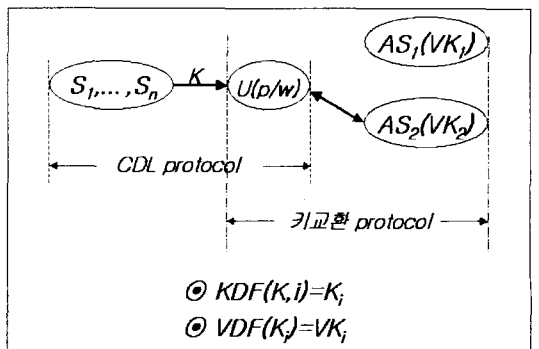 AS₁(VK₁)
S₁,... ,Sₙ
K
U(p/w)
AS₂(VK₂)
CDL protocol
키교환 protocol
⊙ KDF(K,i)=Kᵢ
⊙ VDF(Kᵢ)=VKᵢ